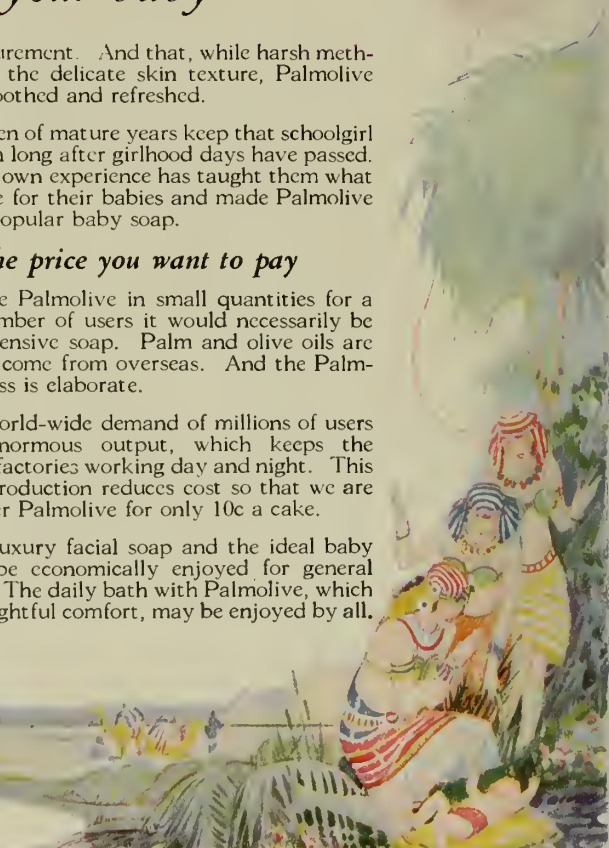 your baby
urement. And that, while harsh meth-
the delicate skin texture, Palmolive
oothed and refreshed.
en of mature years keep that schoolgirl
n long after girlhood days have passed.
own experience has taught them what
e for their babies and made Palmolive
opular baby soap.
he price you want to pay
e Palmolive in small quantities for a
mber of users it would necessarily be
ensive soap. Palm and olive oils are
come from overseas. And the Palm-
ss is elaborate.
orld-wide demand of millions of users
normous output, which keeps the
factories working day and night. This
roduction reduces cost so that we are
er Palmolive for only 10c a cake.
uxury facial soap and the ideal baby
be economically enjoyed for general
The daily bath with Palmolive, which
ghtful comfort, may be enjoyed by all.